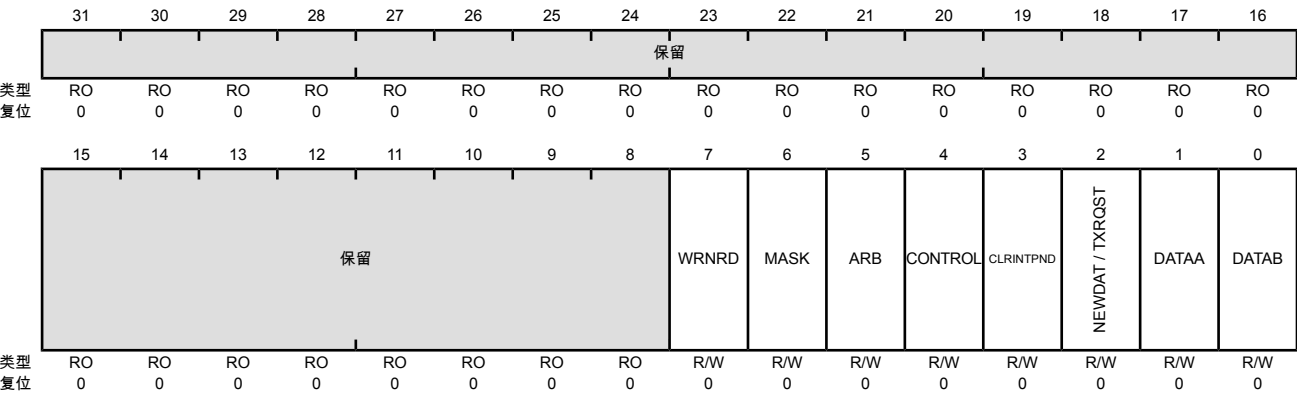 31 30 29 28 27 26 25 24 23 22 21 20 19 18 17 16
保留
类型 RO RO RO RO RO RO RO RO RO RO RO RO RO RO RO RO
复位 0 0 0 0 0 0 0 0 0 0 0 0 0 0 0 0
15 14 13 12 11 10 9 8 7 6 5 4 3 2 1 0
保留 WRNRD MASK ARB CONTROL CLRINTPND NEWDAT / TXRQST DATAA DATAB
类型 RO RO RO RO RO RO RO RO R/W R/W R/W R/W R/W R/W R/W R/W
复位 0 0 0 0 0 0 0 0 0 0 0 0 0 0 0 0